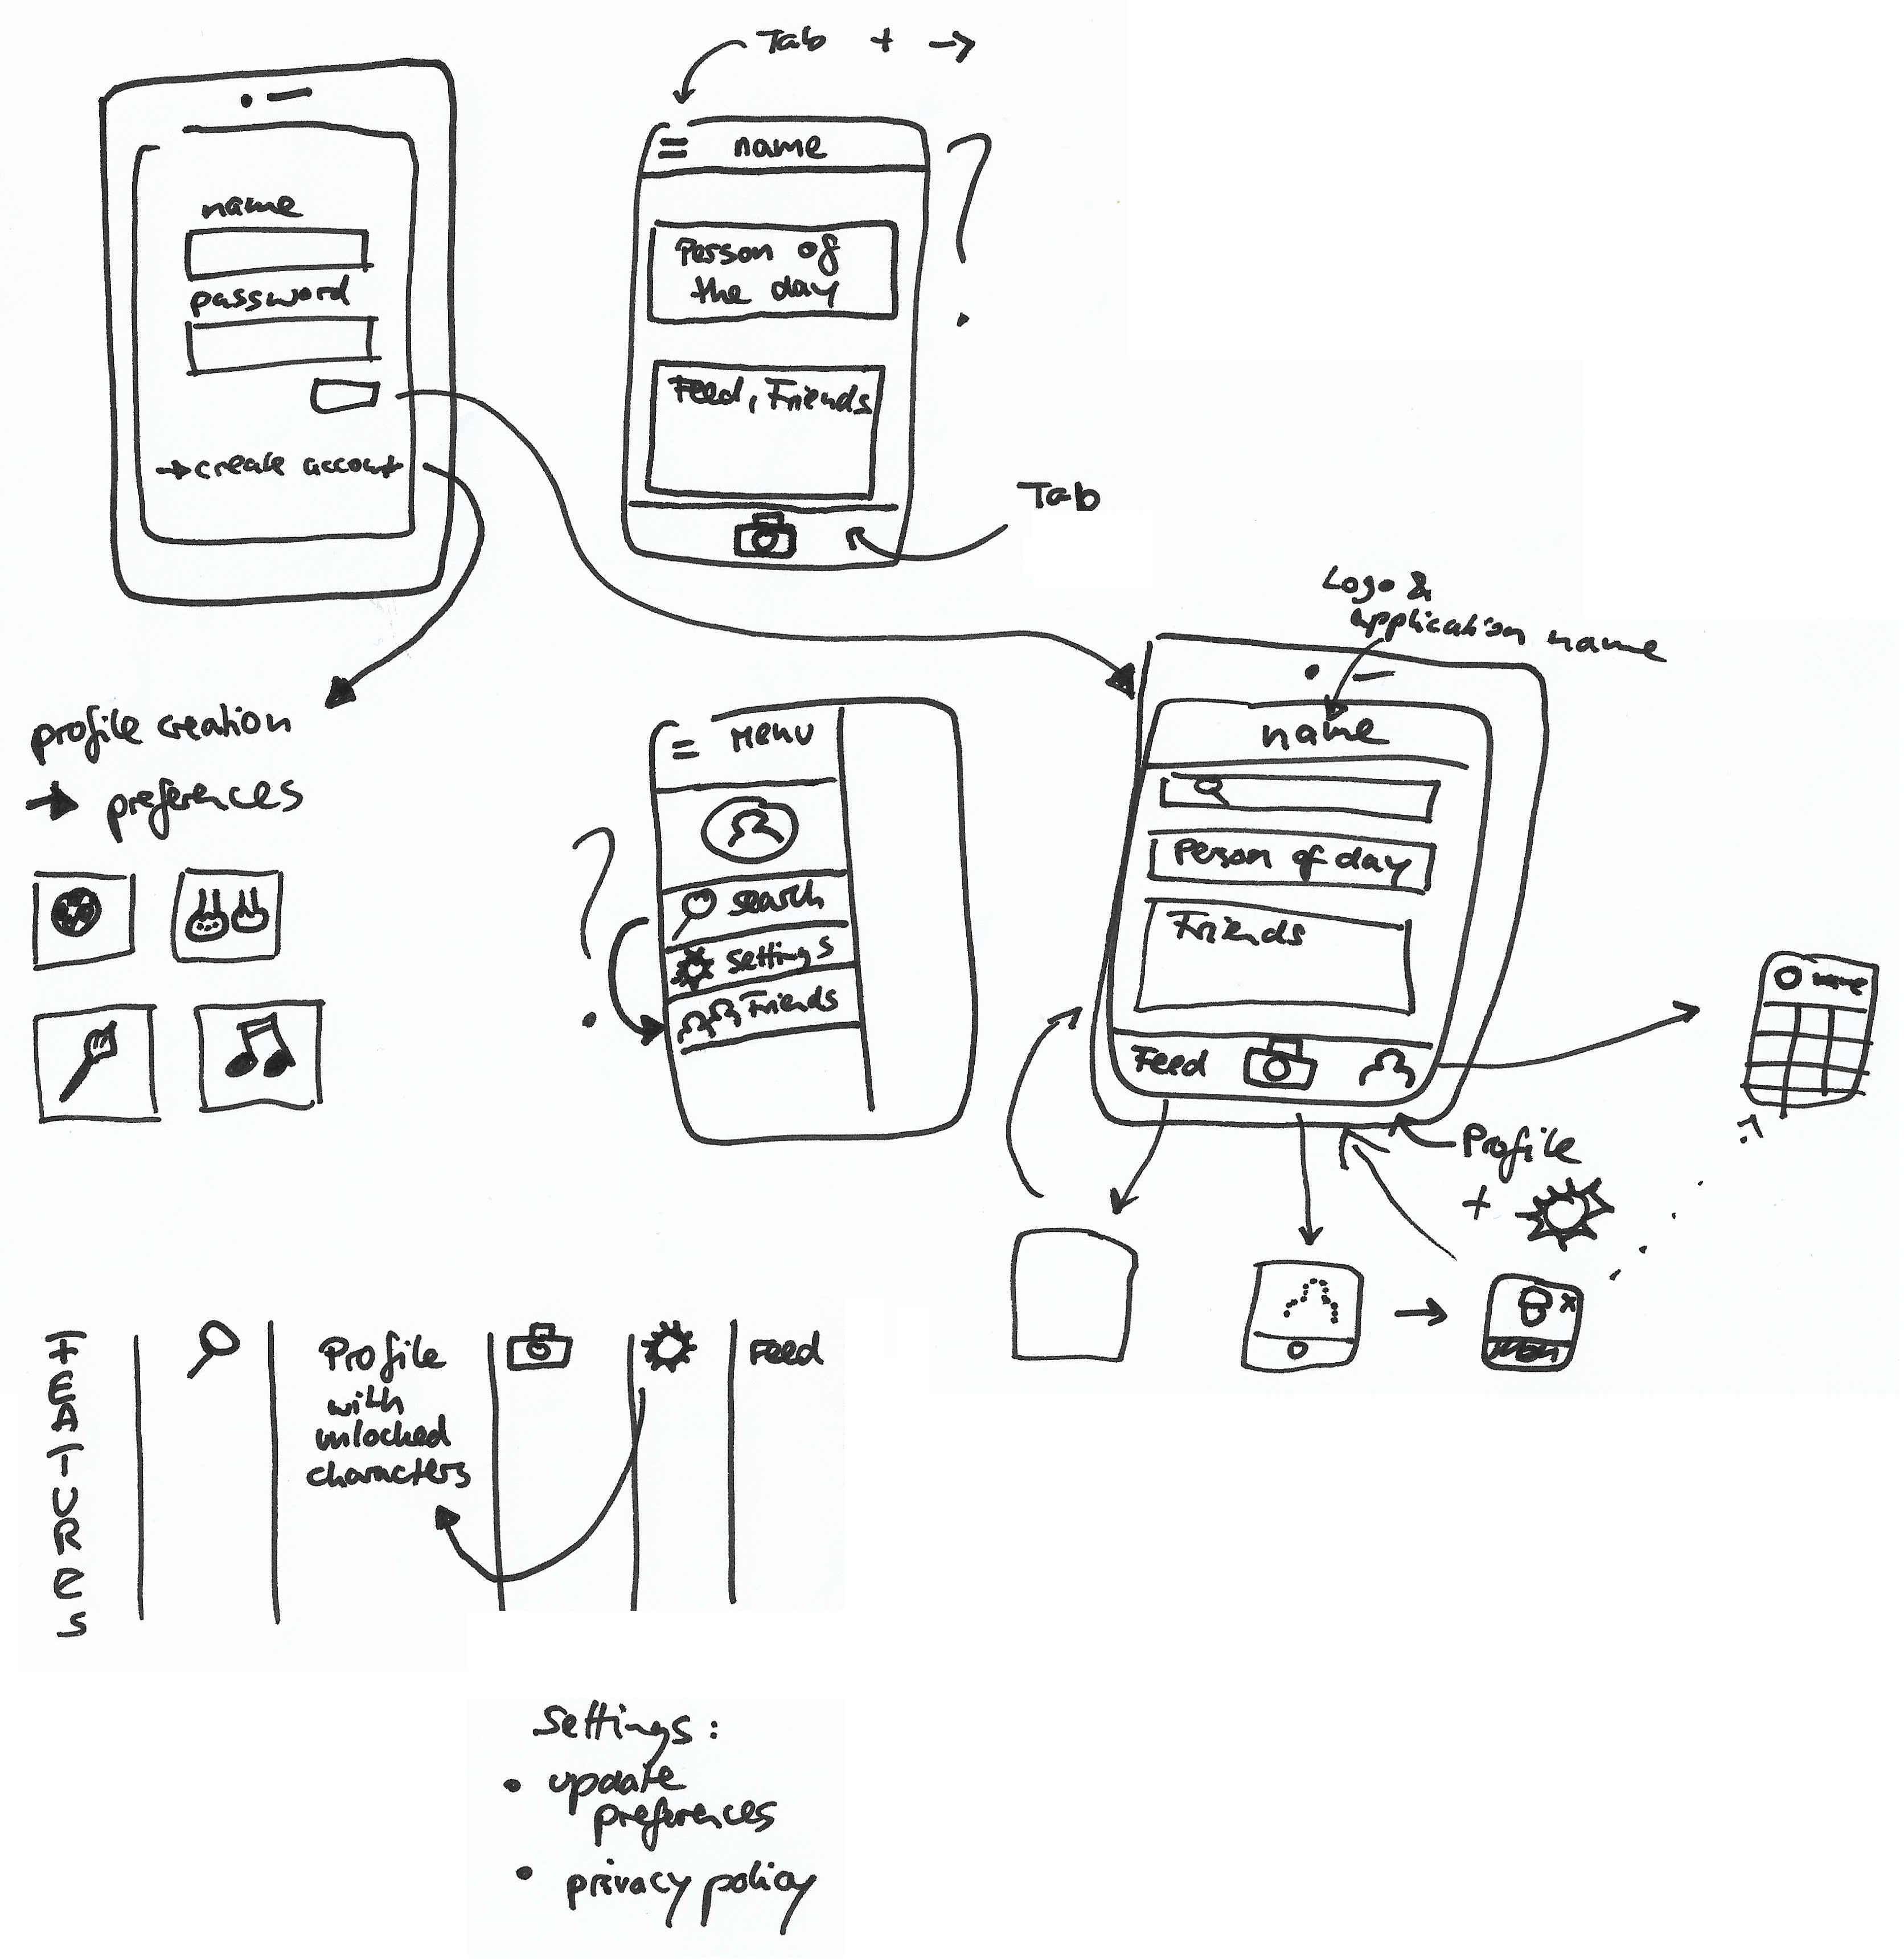 Tab + →
name
password
→create account
name
Person of
the day
Feed, Friends
Tab
profile creation
→ preferences
Menu
search
settings
Friends
Logo &
application name
name
Person of day
Friends
Feed
Profile
+
name
FEATURES
Profile
with
unlocked
characters
Feed
Settings:
• update
preferences
• privacy policy